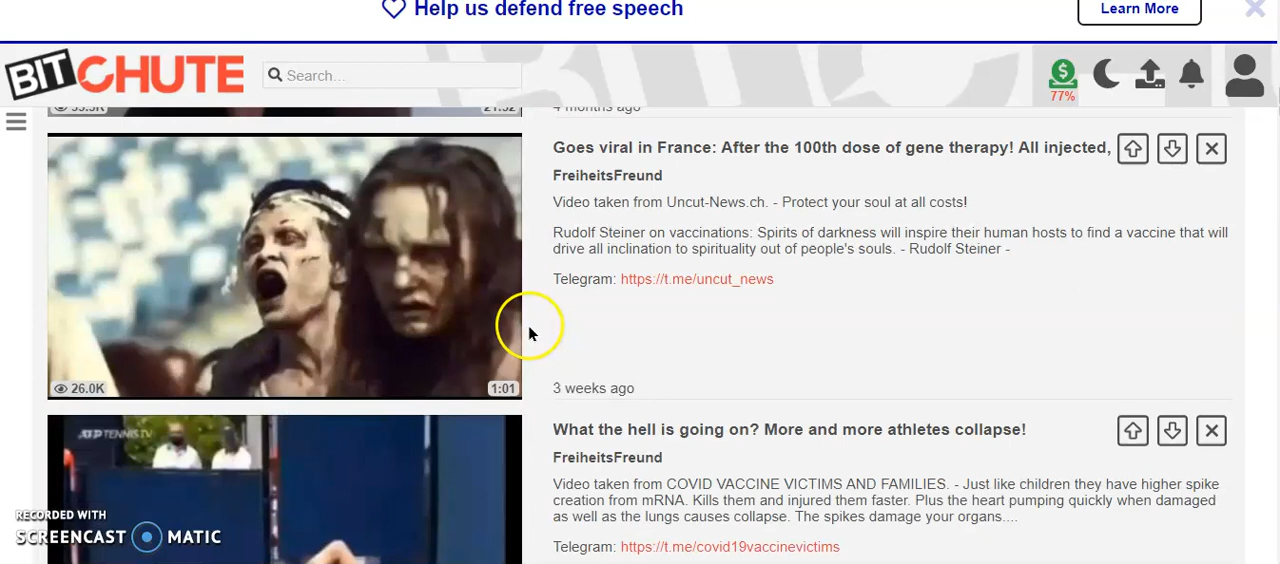 Help us defend free speech
Learn More
BITCHUTE
Search...
77%
21:32
4 months ago
Goes viral in France: After the 100th dose of gene therapy! All injected,
FreiheitsFreund
Video taken from Uncut-News.ch. - Protect your soul at all costs!
Rudolf Steiner on vaccinations: Spirits of darkness will inspire their human hosts to find a vaccine that will
drive all inclination to spirituality out of people's souls. - Rudolf Steiner -
Telegram: https://t.me/uncut_news
26.0K
1:01
3 weeks ago
ATP TENNIS TV
What the hell is going on? More and more athletes collapse!
FreiheitsFreund
Video taken from COVID VACCINE VICTIMS AND FAMILIES. - Just like children they have higher spike
creation from mRNA. Kills them and injured them faster. Plus the heart pumping quickly when damaged
as well as the lungs causes collapse. The spikes damage your organs....
Telegram: https://t.me/covid19vaccinevictims
RECORDED WITH
SCREENCAST MATIC